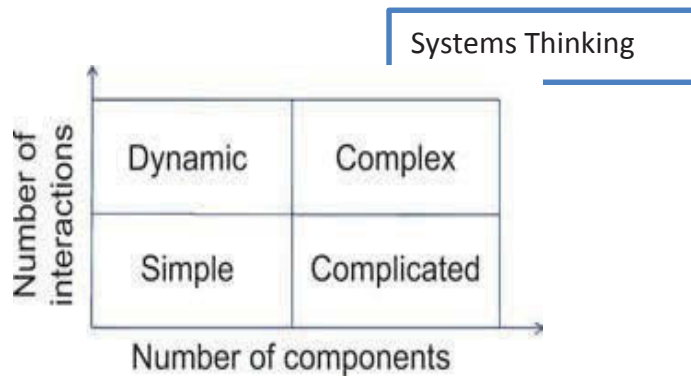 Systems Thinking
Number of
interactions
Dynamic
Complex
Simple
Complicated
Number of components